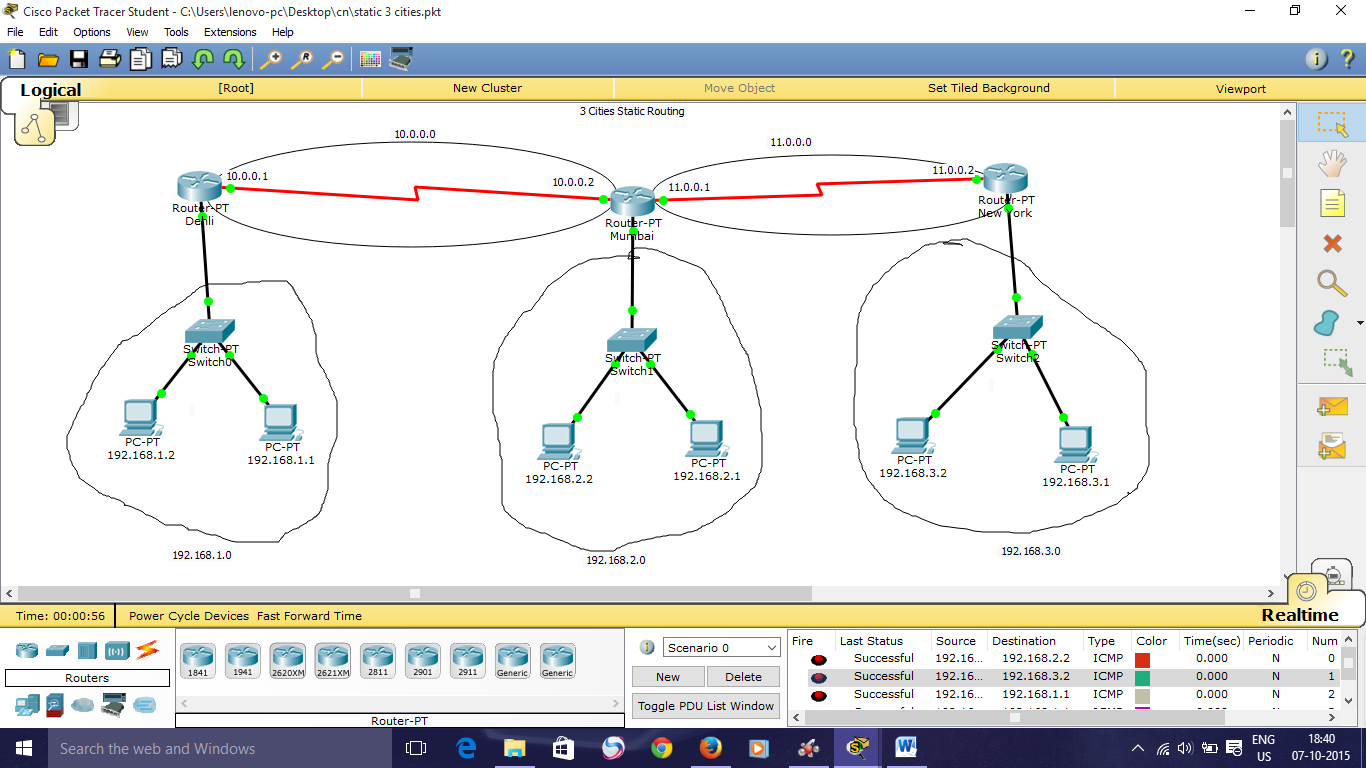 Cisco Packet Tracer Student - C:\Users\lenovo-pc\Desktop\cn\static 3 cities.pkt
File Edit Options View Tools Extensions Help
Logical [Root] New Cluster Move Object Set Tiled Background Viewport
3 Cities Static Routing
10.0.0.0
11.0.0.0
10.0.0.1
10.0.0.2
11.0.0.1
11.0.0.2
Router-PT
Dehli
Router-PT
Mumbai
Router-PT
New York
Switch-PT
Switch0
Switch-PT
Switch1
Switch-PT
Switch2
PC-PT
192.168.1.2
PC-PT
192.168.1.1
PC-PT
192.168.2.2
PC-PT
192.168.2.1
PC-PT
192.168.3.2
PC-PT
192.168.3.1
192.168.1.0
192.168.2.0
192.168.3.0
Time: 00:00:56 Power Cycle Devices Fast Forward Time Realtime
Routers
1841 1941 2620XM 2621XM 2811 2901 2911 Generic Generic
Router-PT
Scenario 0
New Delete
Toggle PDU List Window
Fire Last Status Source Destination Type Color Time(sec) Periodic Num
Successful 192.16... 192.168.2.2 ICMP 0.000 N 0
Successful 192.16... 192.168.3.2 ICMP 0.000 N 1
Successful 192.16... 192.168.1.1 ICMP 0.000 N 2
Search the web and Windows
ENG
US
18:40
07-10-2015